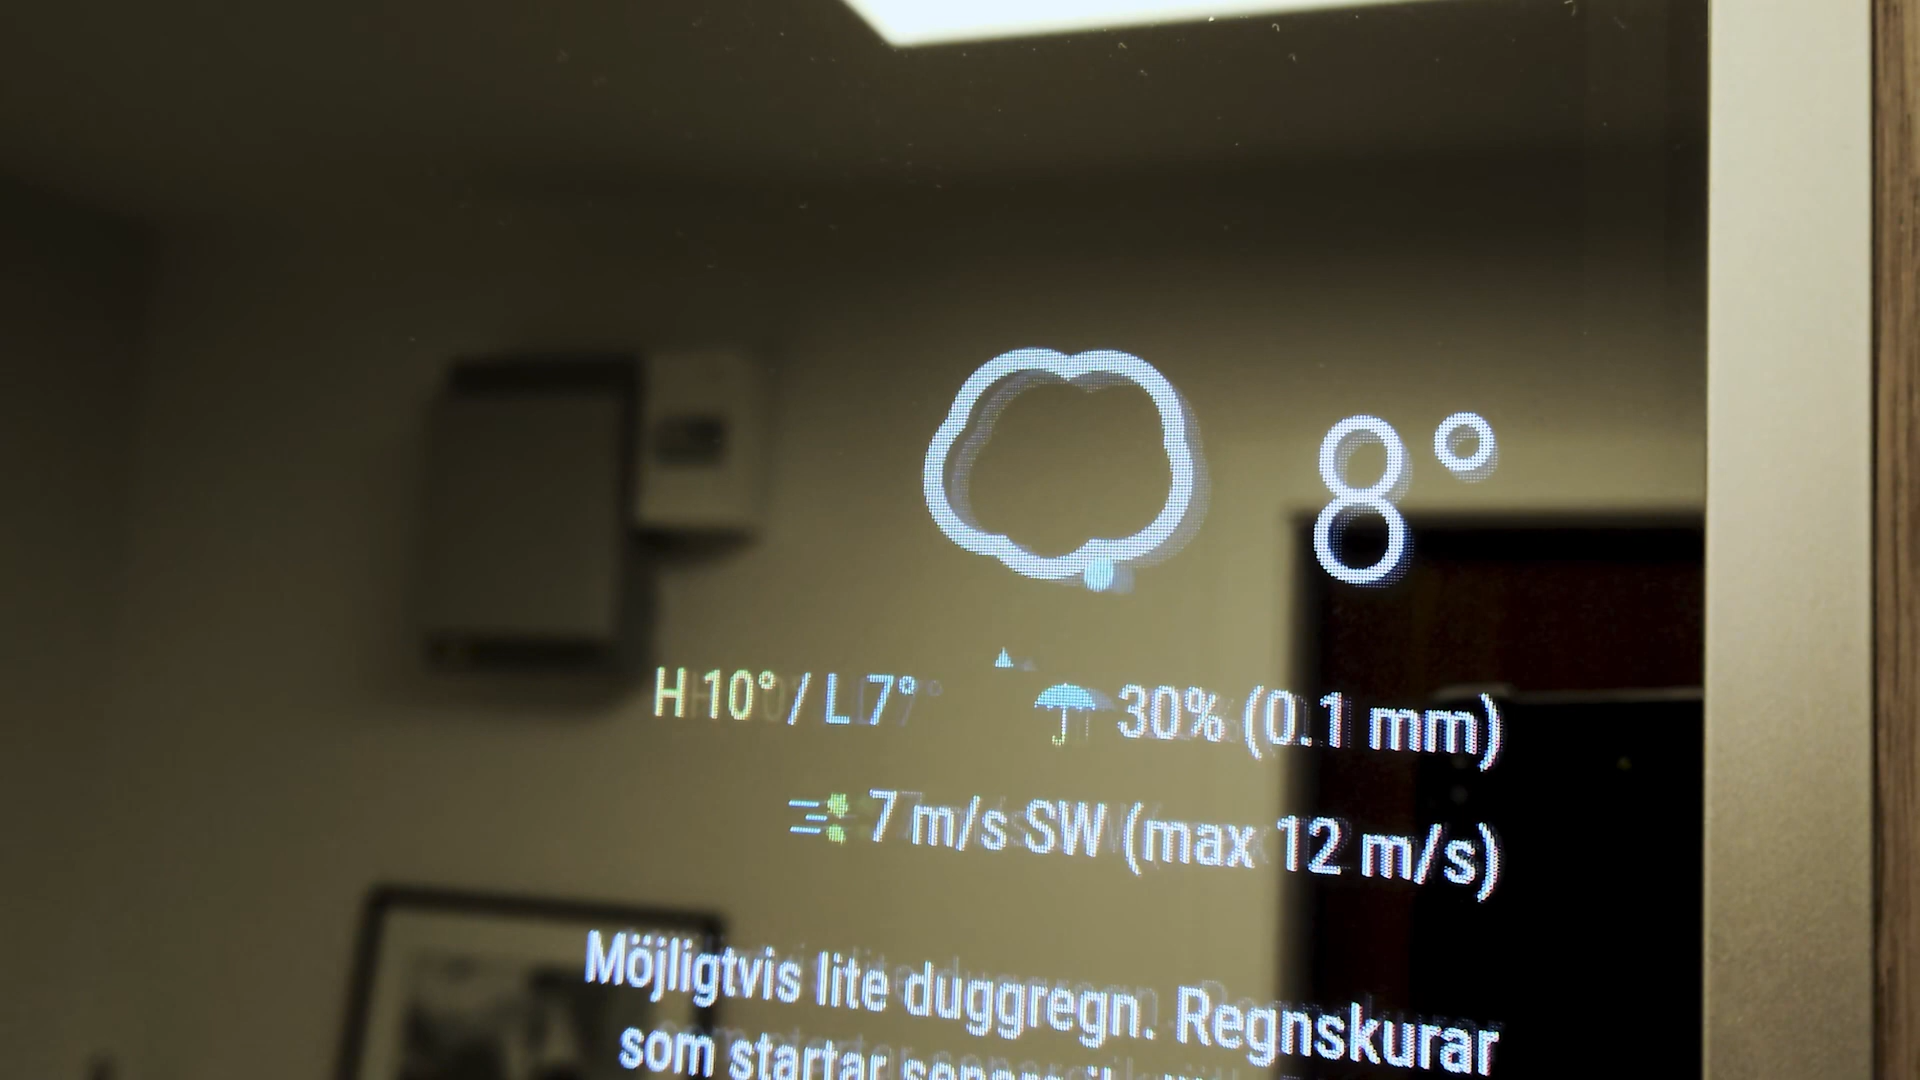 8°
H 10° / L 7° 30% (0.1 mm)
7 m/s SW (max 12 m/s)
Möjligtvis lite duggregn. Regnskurar
som startar